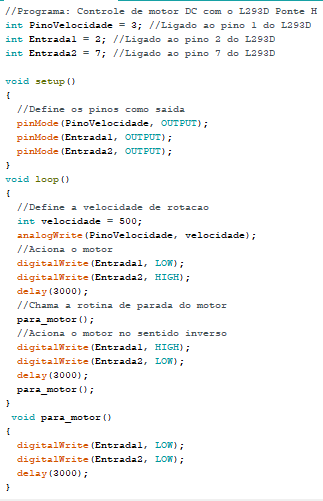 //Programa: Controle de motor DC com o L293D Ponte H
int PinoVelocidade = 3; //Ligado ao pino 1 do L293D
int Entrada1 = 2; //Ligado ao pino 2 do L293D
int Entrada2 = 7; //Ligado ao pino 7 do L293D
void setup()
{
//Define os pinos como saida
pinMode(PinoVelocidade, OUTPUT);
pinMode(Entrada1, OUTPUT);
pinMode(Entrada2, OUTPUT);
}
void loop()
{
//Define a velocidade de rotacao
int velocidade = 500;
analogWrite(PinoVelocidade, velocidade);
//Aciona o motor
digitalWrite(Entrada1, LOW);
digitalWrite(Entrada2, HIGH);
delay(3000);
//Chama a rotina de parada do motor
para_motor();
//Aciona o motor no sentido inverso
digitalWrite(Entrada1, HIGH);
digitalWrite(Entrada2, LOW);
delay(3000);
para_motor();
}
void para_motor()
{
digitalWrite(Entrada1, LOW);
digitalWrite(Entrada2, LOW);
delay(3000);
}